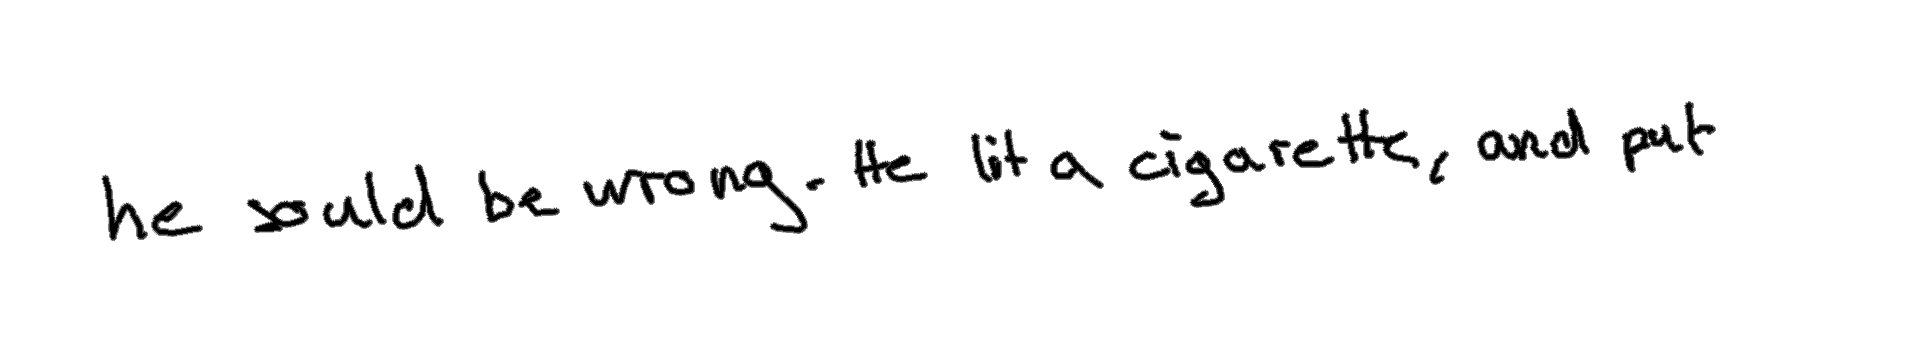 he sould be wrong. He lit a cigarette, and put